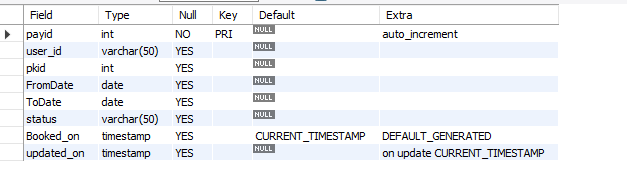 Field Type Null Key Default Extra
payid int NO PRI NULL auto_increment
user_id varchar(50) YES NULL
pkid int YES NULL
FromDate date YES NULL
ToDate date YES NULL
status varchar(50) YES NULL
Booked_on timestamp YES CURRENT_TIMESTAMP DEFAULT_GENERATED
updated_on timestamp YES NULL on update CURRENT_TIMESTAMP